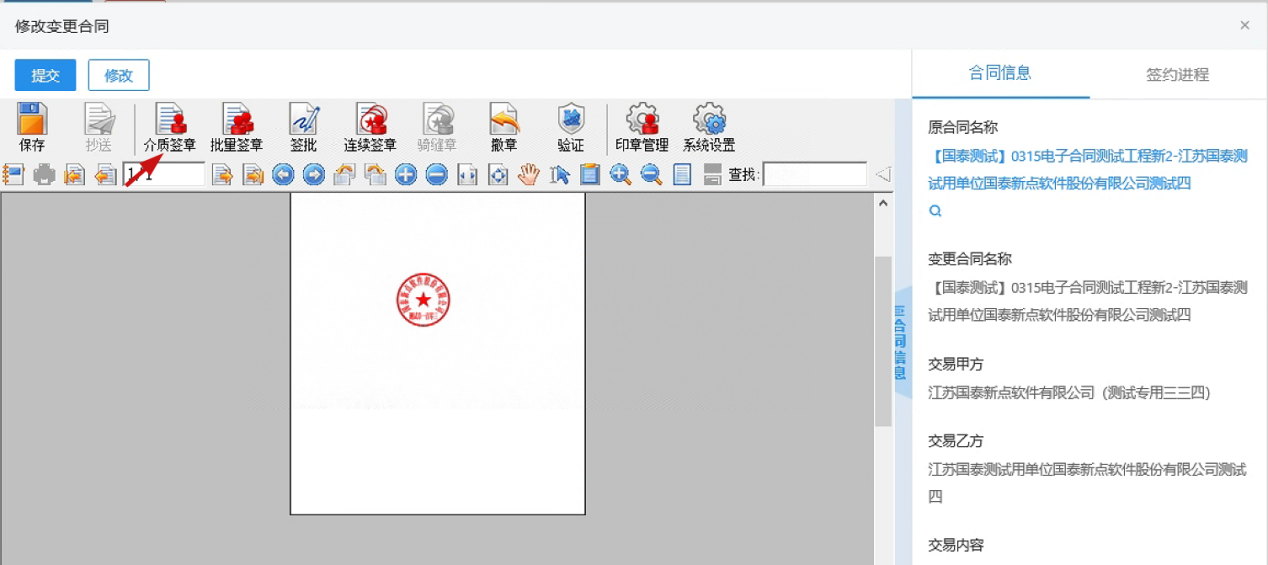 修改变更合同
×
提交
修改
合同信息
签约进程
保存
抄送
介质签章
批量签章
签批
连续签章
骑缝章
撤章
验证
印章管理
系统设置
查找:
原合同名称
【国泰测试】0315电子合同测试工程新2-江苏国泰测
试用单位国泰新点软件股份有限公司测试四
变更合同名称
【国泰测试】0315电子合同测试工程新2-江苏国泰测
试用单位国泰新点软件股份有限公司测试四
合同信息
交易甲方
江苏国泰新点软件有限公司（测试专用三三四）
交易乙方
江苏国泰测试用单位国泰新点软件股份有限公司测试
四
交易内容